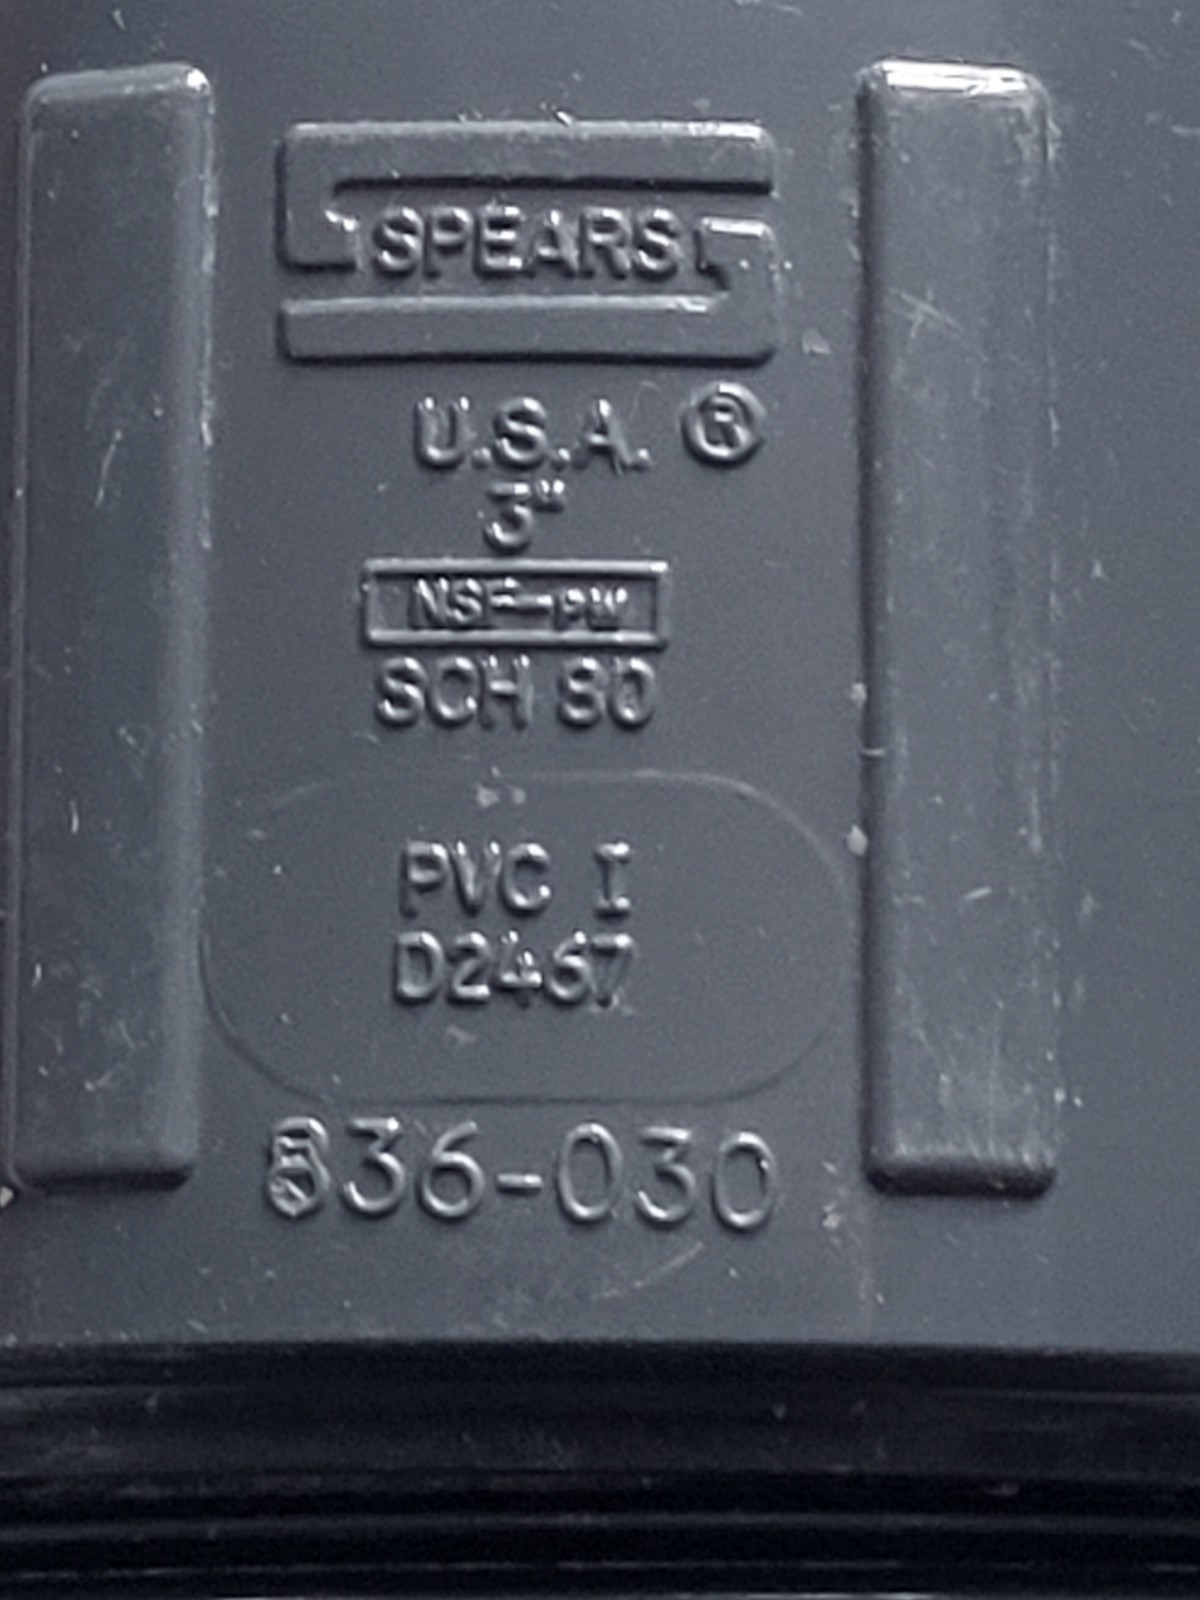 SPEARS
U.S.A. ®
3"
NSF-pw
SCH 80
PVC I
D2467
836-030